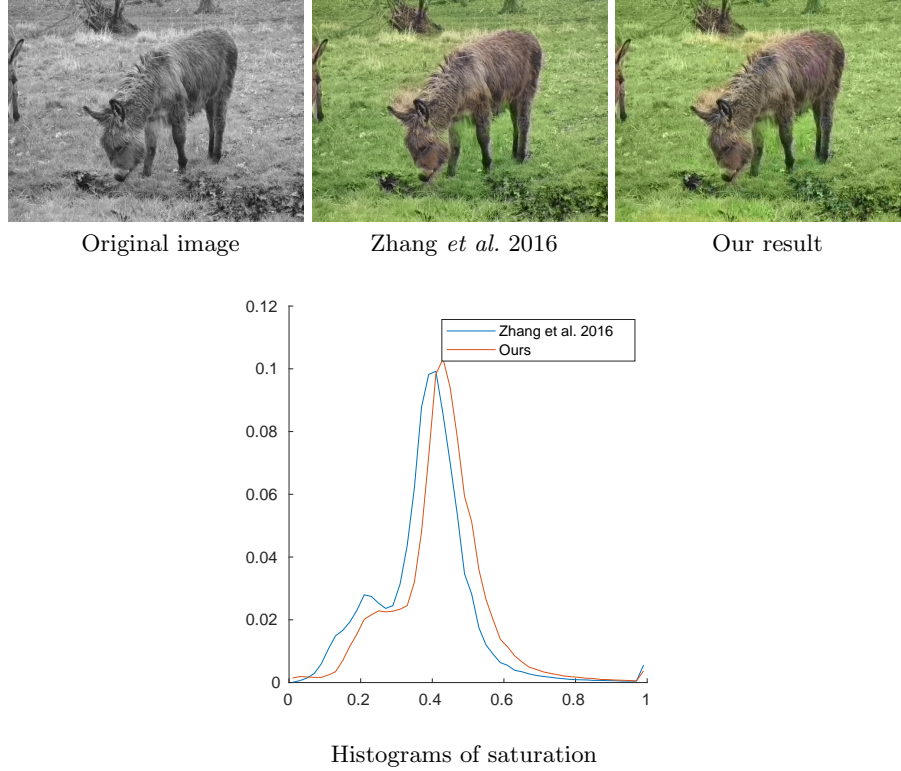 Original image
Zhang et al. 2016
Our result
0.12
0.1
0.08
0.06
0.04
0.02
0
Zhang et al. 2016
Ours
0 0.2 0.4 0.6 0.8 1
Histograms of saturation